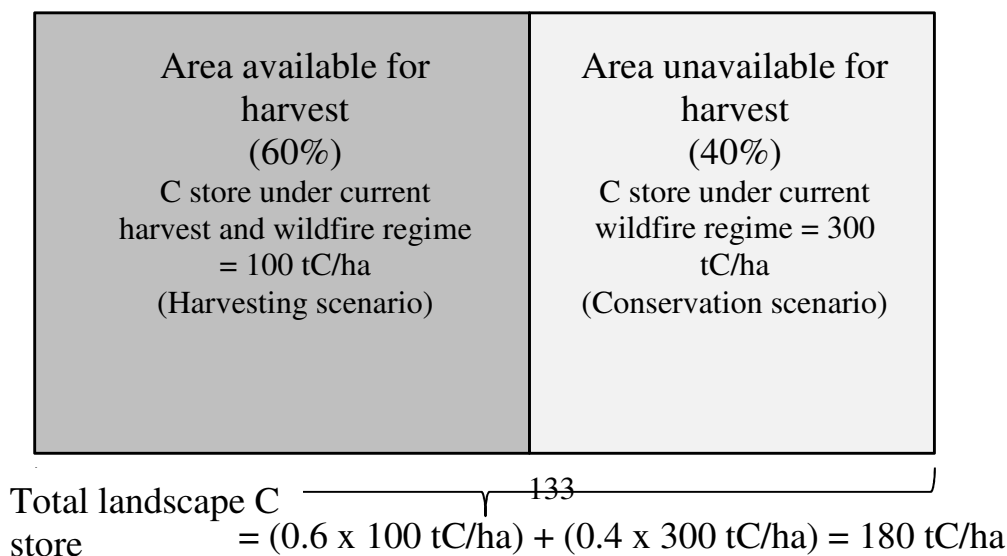 Area available for
harvest
(60%)
C store under current
harvest and wildfire regime
= 100 tC/ha
(Harvesting scenario)
Area unavailable for
harvest
(40%)
C store under current
wildfire regime = 300
tC/ha
(Conservation scenario)
133
Total landscape C
store
= (0.6 x 100 tC/ha) + (0.4 x 300 tC/ha) = 180 tC/ha